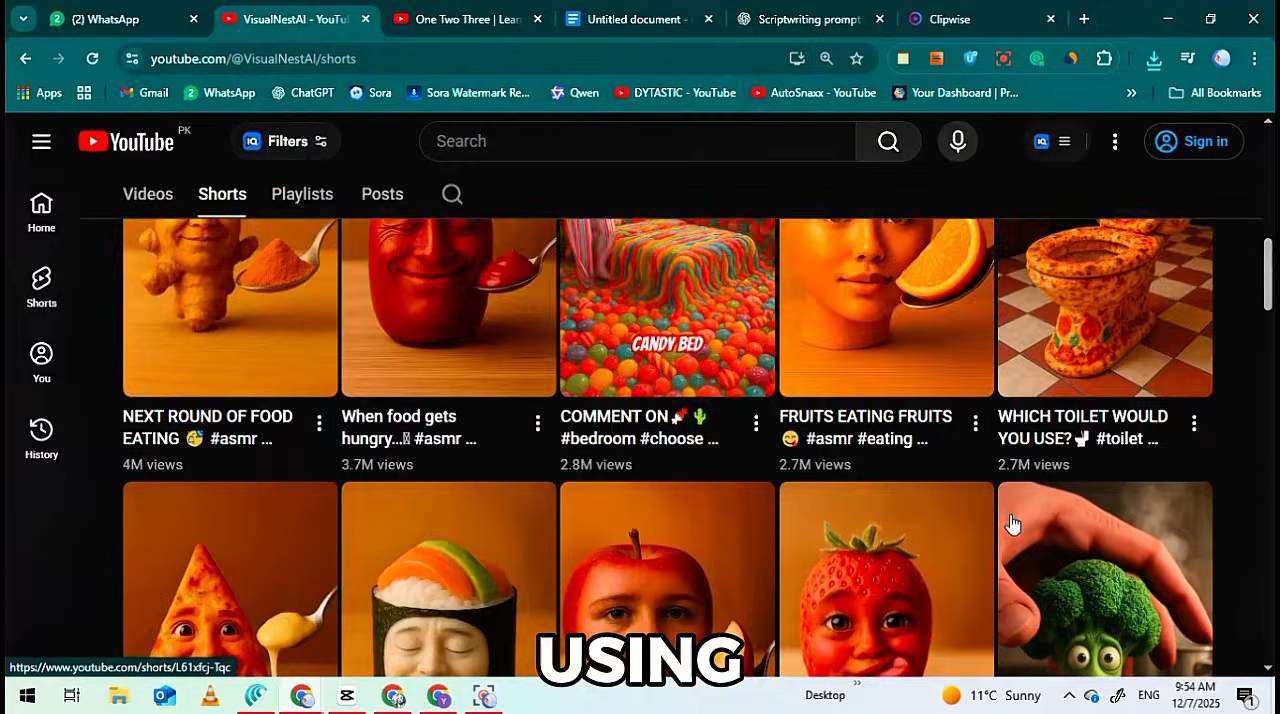 (2) WhatsApp
VisualNestAI - YouTu
One Two Three | Lear
Untitled document -
Scriptwriting prompt
Clipwise
youtube.com/@VisualNestAI/shorts
Apps
Gmail
WhatsApp
ChatGPT
Sora
Sora Watermark Re...
Qwen
DYTASTIC - YouTube
AutoSnaxx - YouTube
Your Dashboard | Pr...
All Bookmarks
YouTube PK
Filters
Search
Sign in
Videos
Shorts
Playlists
Posts
Home
Shorts
You
History
CANDY BED
NEXT ROUND OF FOOD
EATING 🥳 #asmr ...
4M views
When food gets
hungry...▯ #asmr ...
3.7M views
COMMENT ON 📌🌵
#bedroom #choose ...
2.8M views
FRUITS EATING FRUITS
😋 #asmr #eating ...
2.7M views
WHICH TOILET WOULD
YOU USE?🚽 #toilet ...
2.7M views
USING
https://www.youtube.com/shorts/L61xfcj-Tqc
Desktop
11°C Sunny
ENG
9:54 AM
12/7/2025